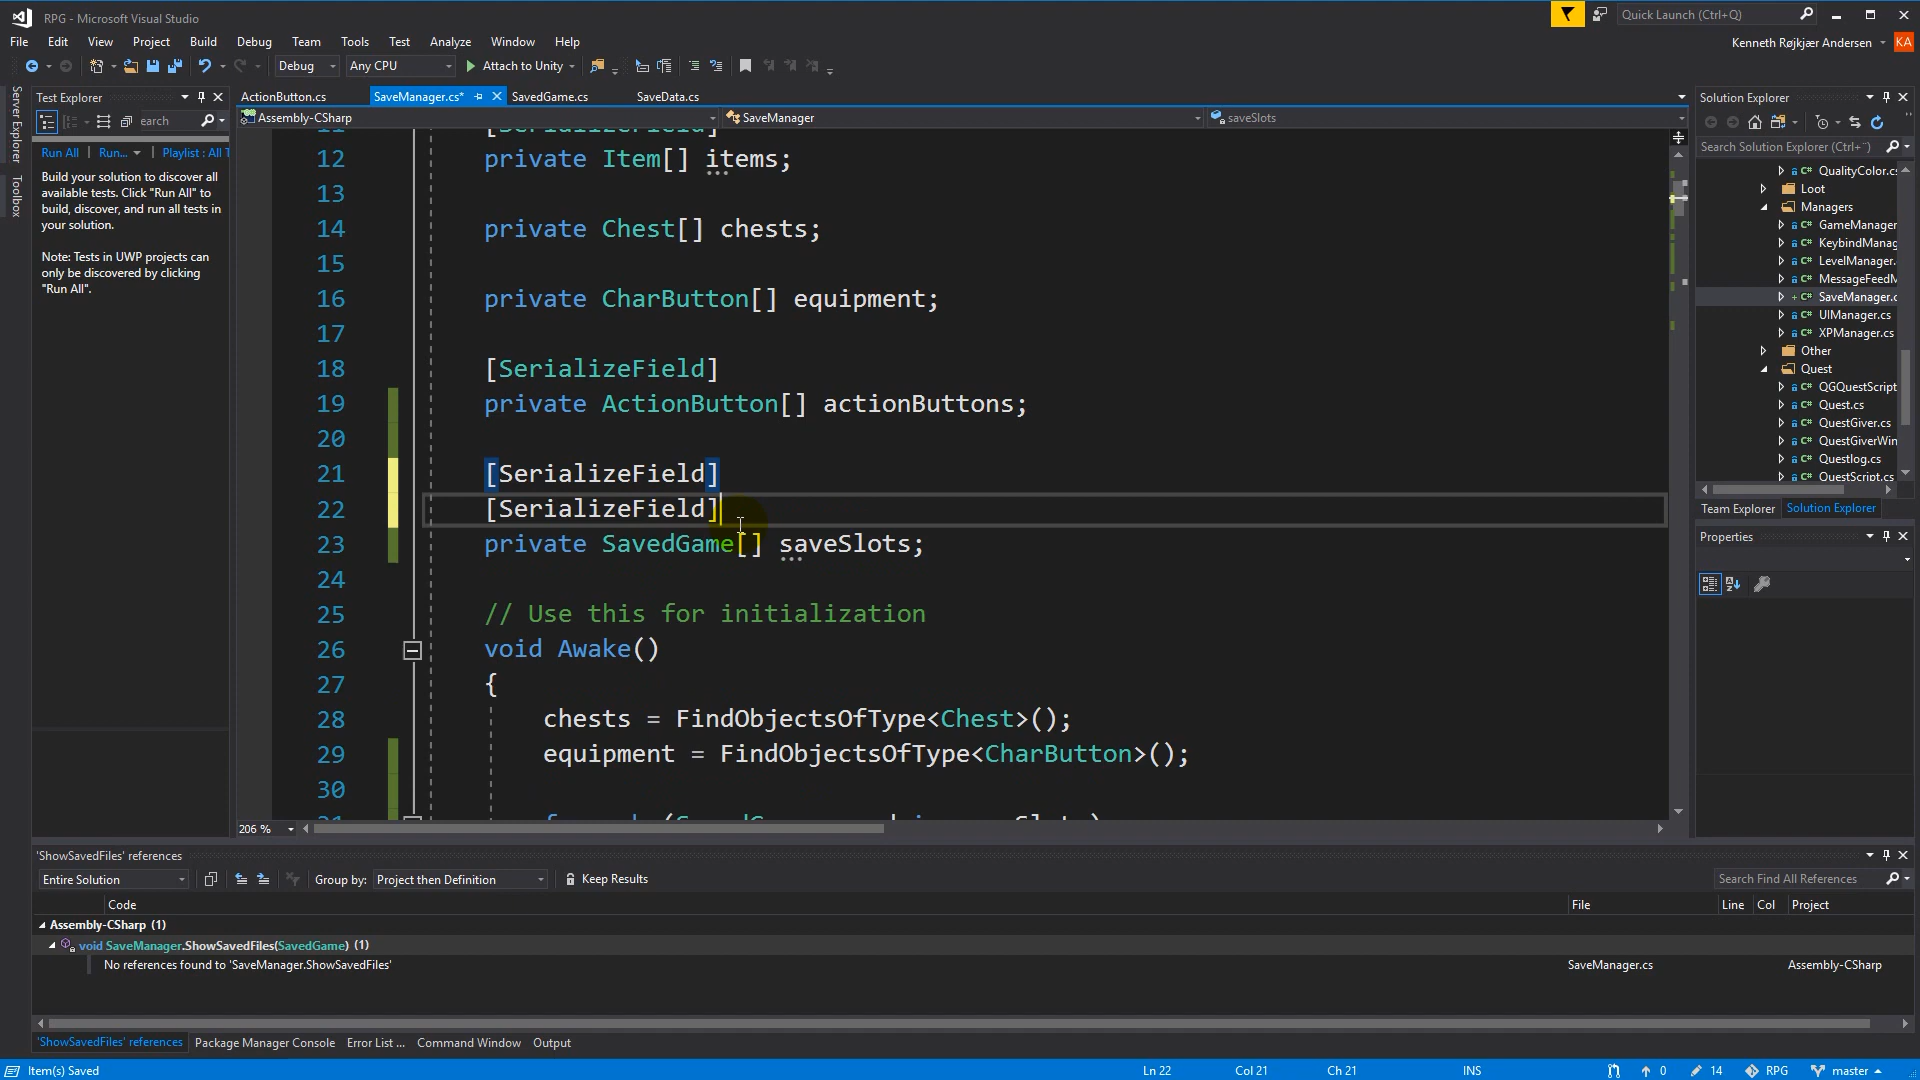 RPG - Microsoft Visual Studio
Quick Launch (Ctrl+Q)
File Edit View Project Build Debug Team Tools Test Analyze Window Help
Kenneth Røjkjær Andersen
KA
Debug
Any CPU
Attach to Unity
Server Explorer
Toolbox
Test Explorer
earch
Run All | Run... | Playlist : All T
Build your solution to discover all
available tests. Click "Run All" to
build, discover, and run all tests in
your solution.
Note: Tests in UWP projects can
only be discovered by clicking
"Run All".
ActionButton.cs
SaveManager.cs*
SavedGame.cs
SaveData.cs
Assembly-CSharp
SaveManager
saveSlots
12 private Item[] items;
13
14 private Chest[] chests;
15
16 private CharButton[] equipment;
17
18 [SerializeField]
19 private ActionButton[] actionButtons;
20
21 [SerializeField]
22 [SerializeField]
23 private SavedGame[] saveSlots;
24
25 // Use this for initialization
26 void Awake()
27 {
28 chests = FindObjectsOfType<Chest>();
29 equipment = FindObjectsOfType<CharButton>();
30
206 %
Solution Explorer
Search Solution Explorer (Ctrl+¨)
QualityColor.cs
Loot
Managers
GameManager
KeybindManag
LevelManager.
MessageFeedM
SaveManager.c
UIManager.cs
XPManager.cs
Other
Quest
QGQuestScript
Quest.cs
QuestGiver.cs
QuestGiverWin
Questlog.cs
QuestScript.cs
Team Explorer Solution Explorer
Properties
'ShowSavedFiles' references
Entire Solution
Group by: Project then Definition
Keep Results
Search Find All References
Code File Line Col Project
Assembly-CSharp (1)
void SaveManager.ShowSavedFiles(SavedGame) (1)
No references found to 'SaveManager.ShowSavedFiles' SaveManager.cs Assembly-CSharp
'ShowSavedFiles' references Package Manager Console Error List ... Command Window Output
Item(s) Saved Ln 22 Col 21 Ch 21 INS 0 14 RPG master